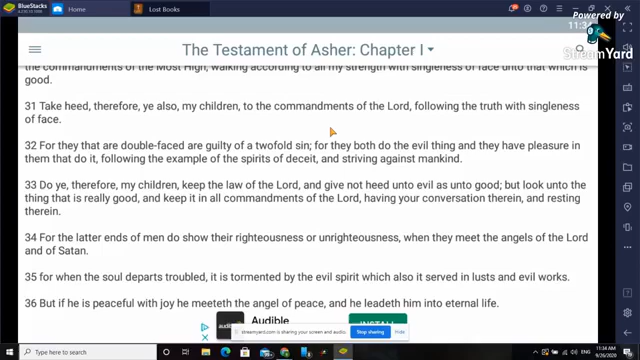 BlueStacks
Home
Lost Books
Powered by
11:34
StreamYard
The Testament of Asher: Chapter I
the commandments of the Most High, walking according to all my strength with singleness of face unto that which is
good.
31 Take heed, therefore, ye also, my children, to the commandments of the Lord, following the truth with singleness
of face.
32 For they that are double-faced are guilty of a twofold sin; for they both do the evil thing and they have pleasure in
them that do it, following the example of the spirits of deceit, and striving against mankind.
33 Do ye, therefore, my children, keep the law of the Lord, and give not heed unto evil as unto good; but look unto the
thing that is really good, and keep it in all commandments of the Lord, having your conversation therein, and resting
therein.
34 For the latter ends of men do show their righteousness or unrighteousness, when they meet the angels of the Lord
and of Satan.
35 for when the soul departs troubled, it is tormented by the evil spirit which also it served in lusts and evil works.
36 But if he is peaceful with joy he meeteth the angel of peace, and he leadeth him into eternal life.
Audible
streamyard.com is sharing your screen and audio.
Stop sharing
Hide
Type here to search
ENG
11:34 AM
9/26/2020